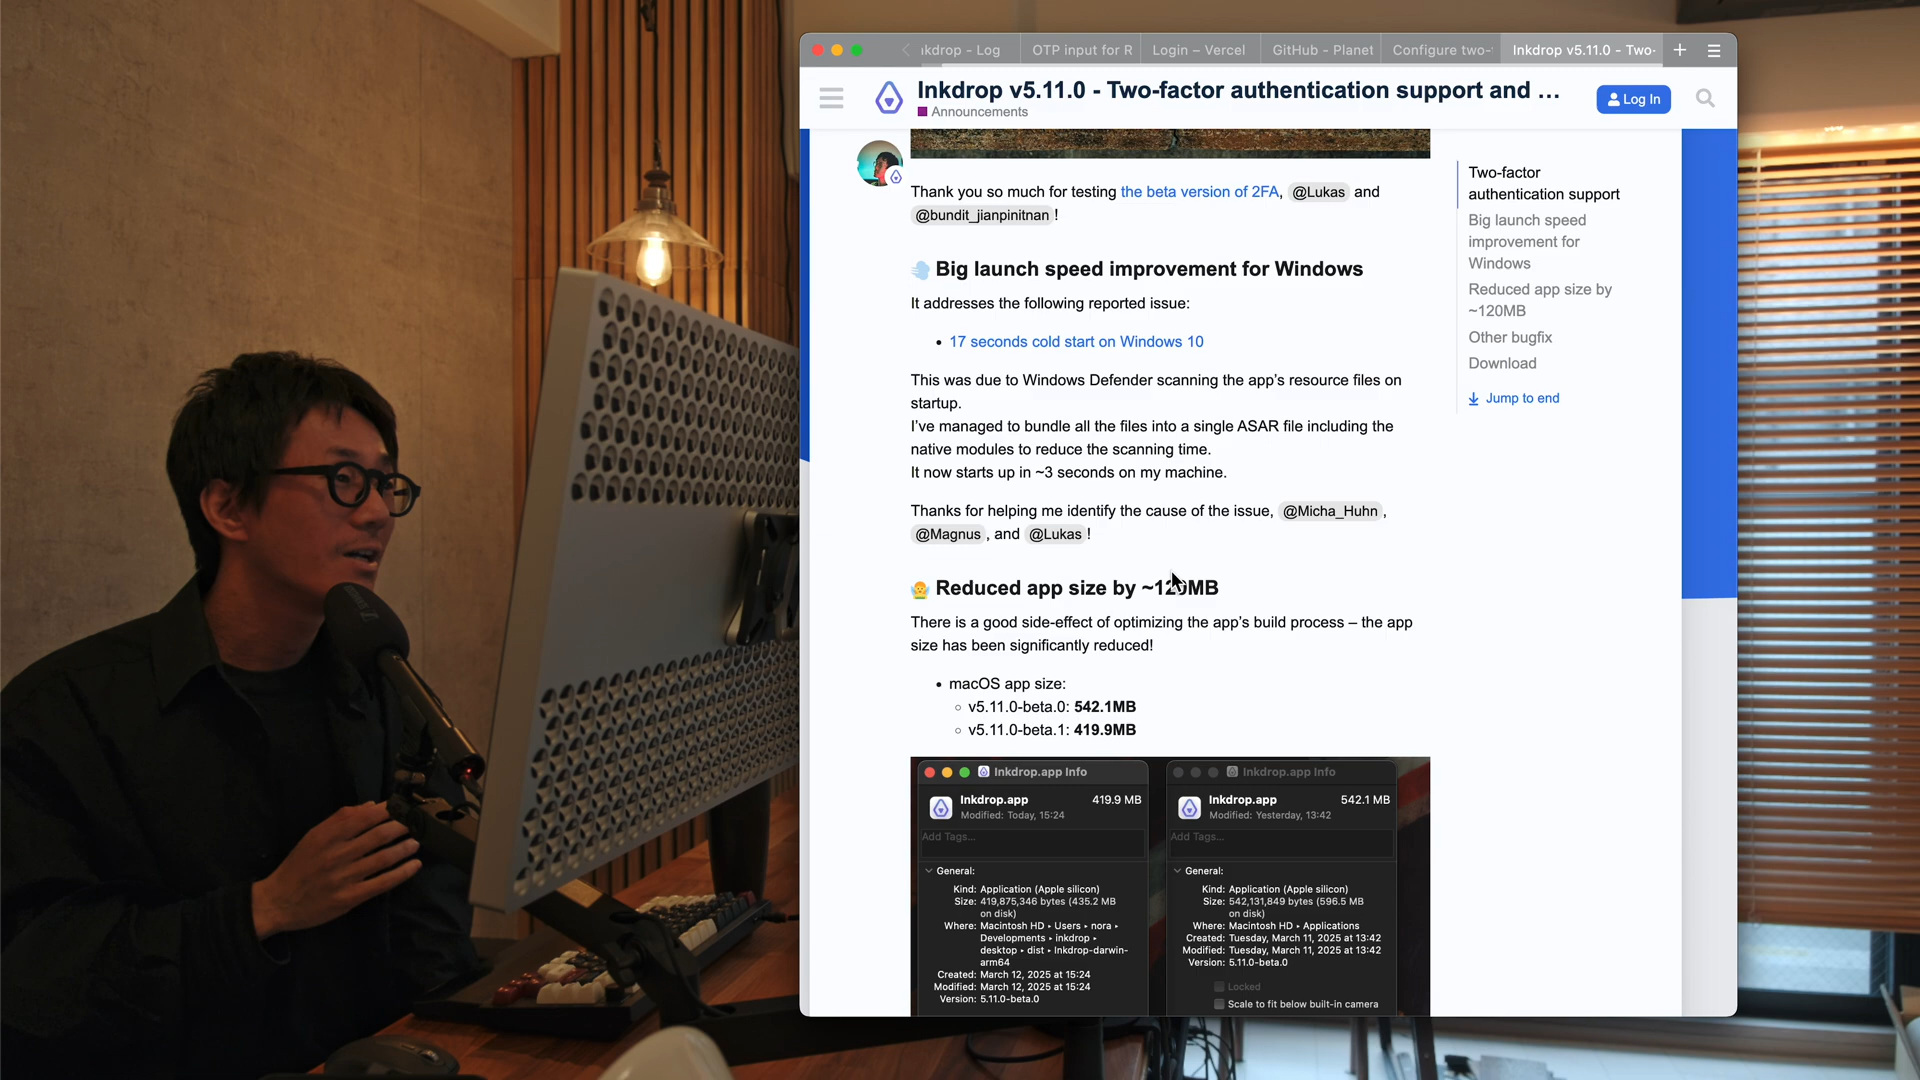 ıkdrop - Log
OTP input for R
Login – Vercel
GitHub - Planet
Configure two-
Inkdrop v5.11.0 - Two-
Inkdrop v5.11.0 - Two-factor authentication support and ...
Announcements
Log In
Thank you so much for testing the beta version of 2FA, @Lukas and
@bundit_jianpinitnan !
Big launch speed improvement for Windows
It addresses the following reported issue:
• 17 seconds cold start on Windows 10
This was due to Windows Defender scanning the app's resource files on
startup.
I've managed to bundle all the files into a single ASAR file including the
native modules to reduce the scanning time.
It now starts up in ~3 seconds on my machine.
Thanks for helping me identify the cause of the issue, @Micha_Huhn ,
@Magnus , and @Lukas !
Reduced app size by ~120MB
There is a good side-effect of optimizing the app's build process – the app
size has been significantly reduced!
• macOS app size:
◦ v5.11.0-beta.0: 542.1MB
◦ v5.11.0-beta.1: 419.9MB
Inkdrop.app Info
Inkdrop.app 419.9 MB
Modified: Today, 15:24
Add Tags...
General:
Kind: Application (Apple silicon)
Size: 419,875,346 bytes (435.2 MB
on disk)
Where: Macintosh HD ▸ Users ▸ nora ▸
Developments ▸ inkdrop ▸
desktop ▸ dist ▸ Inkdrop-darwin-
arm64
Created: March 12, 2025 at 15:24
Modified: March 12, 2025 at 15:24
Version: 5.11.0-beta.0
Inkdrop.app Info
Inkdrop.app 542.1 MB
Modified: Yesterday, 13:42
Add Tags...
General:
Kind: Application (Apple silicon)
Size: 542,131,849 bytes (596.5 MB
on disk)
Where: Macintosh HD ▸ Applications
Created: Tuesday, March 11, 2025 at 13:42
Modified: Tuesday, March 11, 2025 at 13:42
Version: 5.11.0-beta.0
Locked
Scale to fit below built-in camera
Two-factor
authentication support
Big launch speed
improvement for
Windows
Reduced app size by
~120MB
Other bugfix
Download
Jump to end